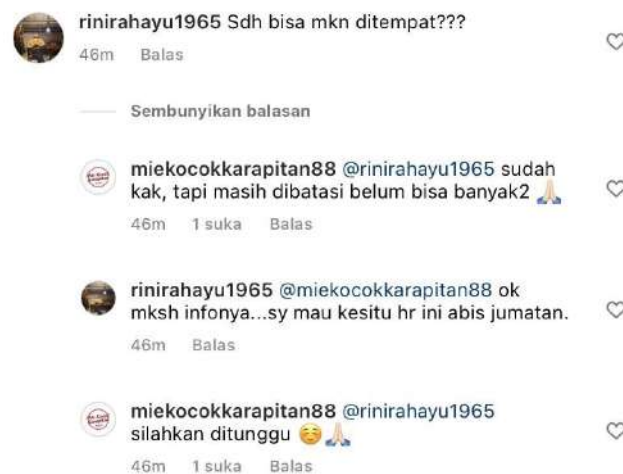 rinirahayu1965 Sdh bisa mkn ditempat???
46m Balas
Sembunyikan balasan
miekocokkarapitan88 @rinirahayu1965 sudah
kak, tapi masih dibatasi belum bisa banyak2 🙏🏻
46m 1 suka Balas
rinirahayu1965 @miekocokkarapitan88 ok
mksh infonya...sy mau kesitu hr ini abis jumatan.
46m Balas
miekocokkarapitan88 @rinirahayu1965
silahkan ditunggu ☺️🙏🏻
46m 1 suka Balas